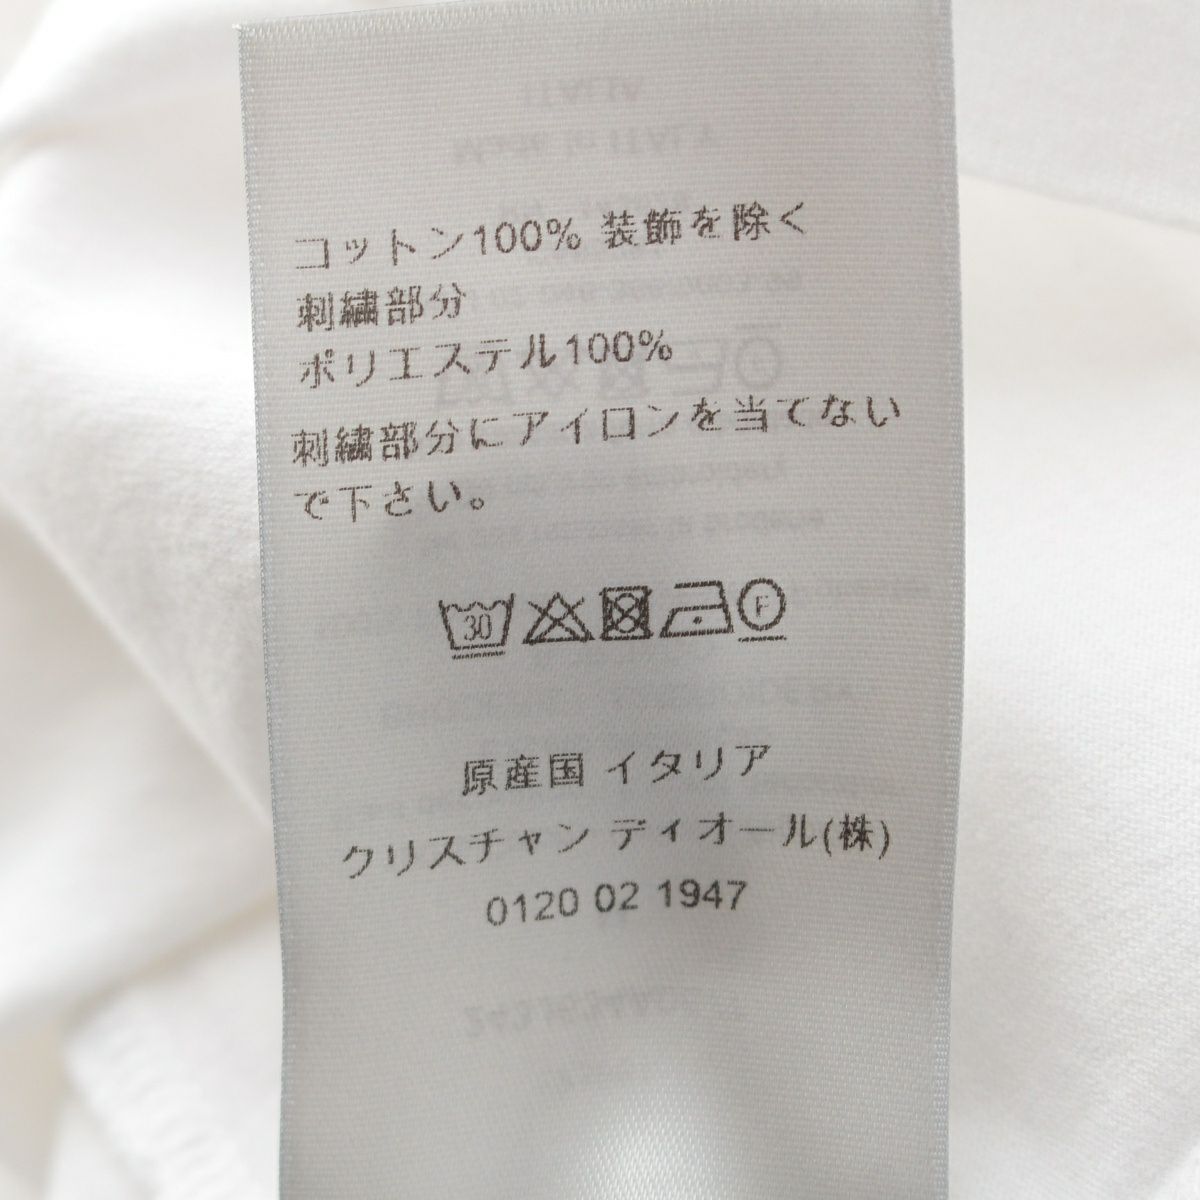 コットン100% 装飾を除く
刺繍部分
ポリエステル100%
刺繍部分にアイロンを当てない
で下さい。
30 F
原産国 イタリア
クリスチャン ディオール(株)
0120 02 1947